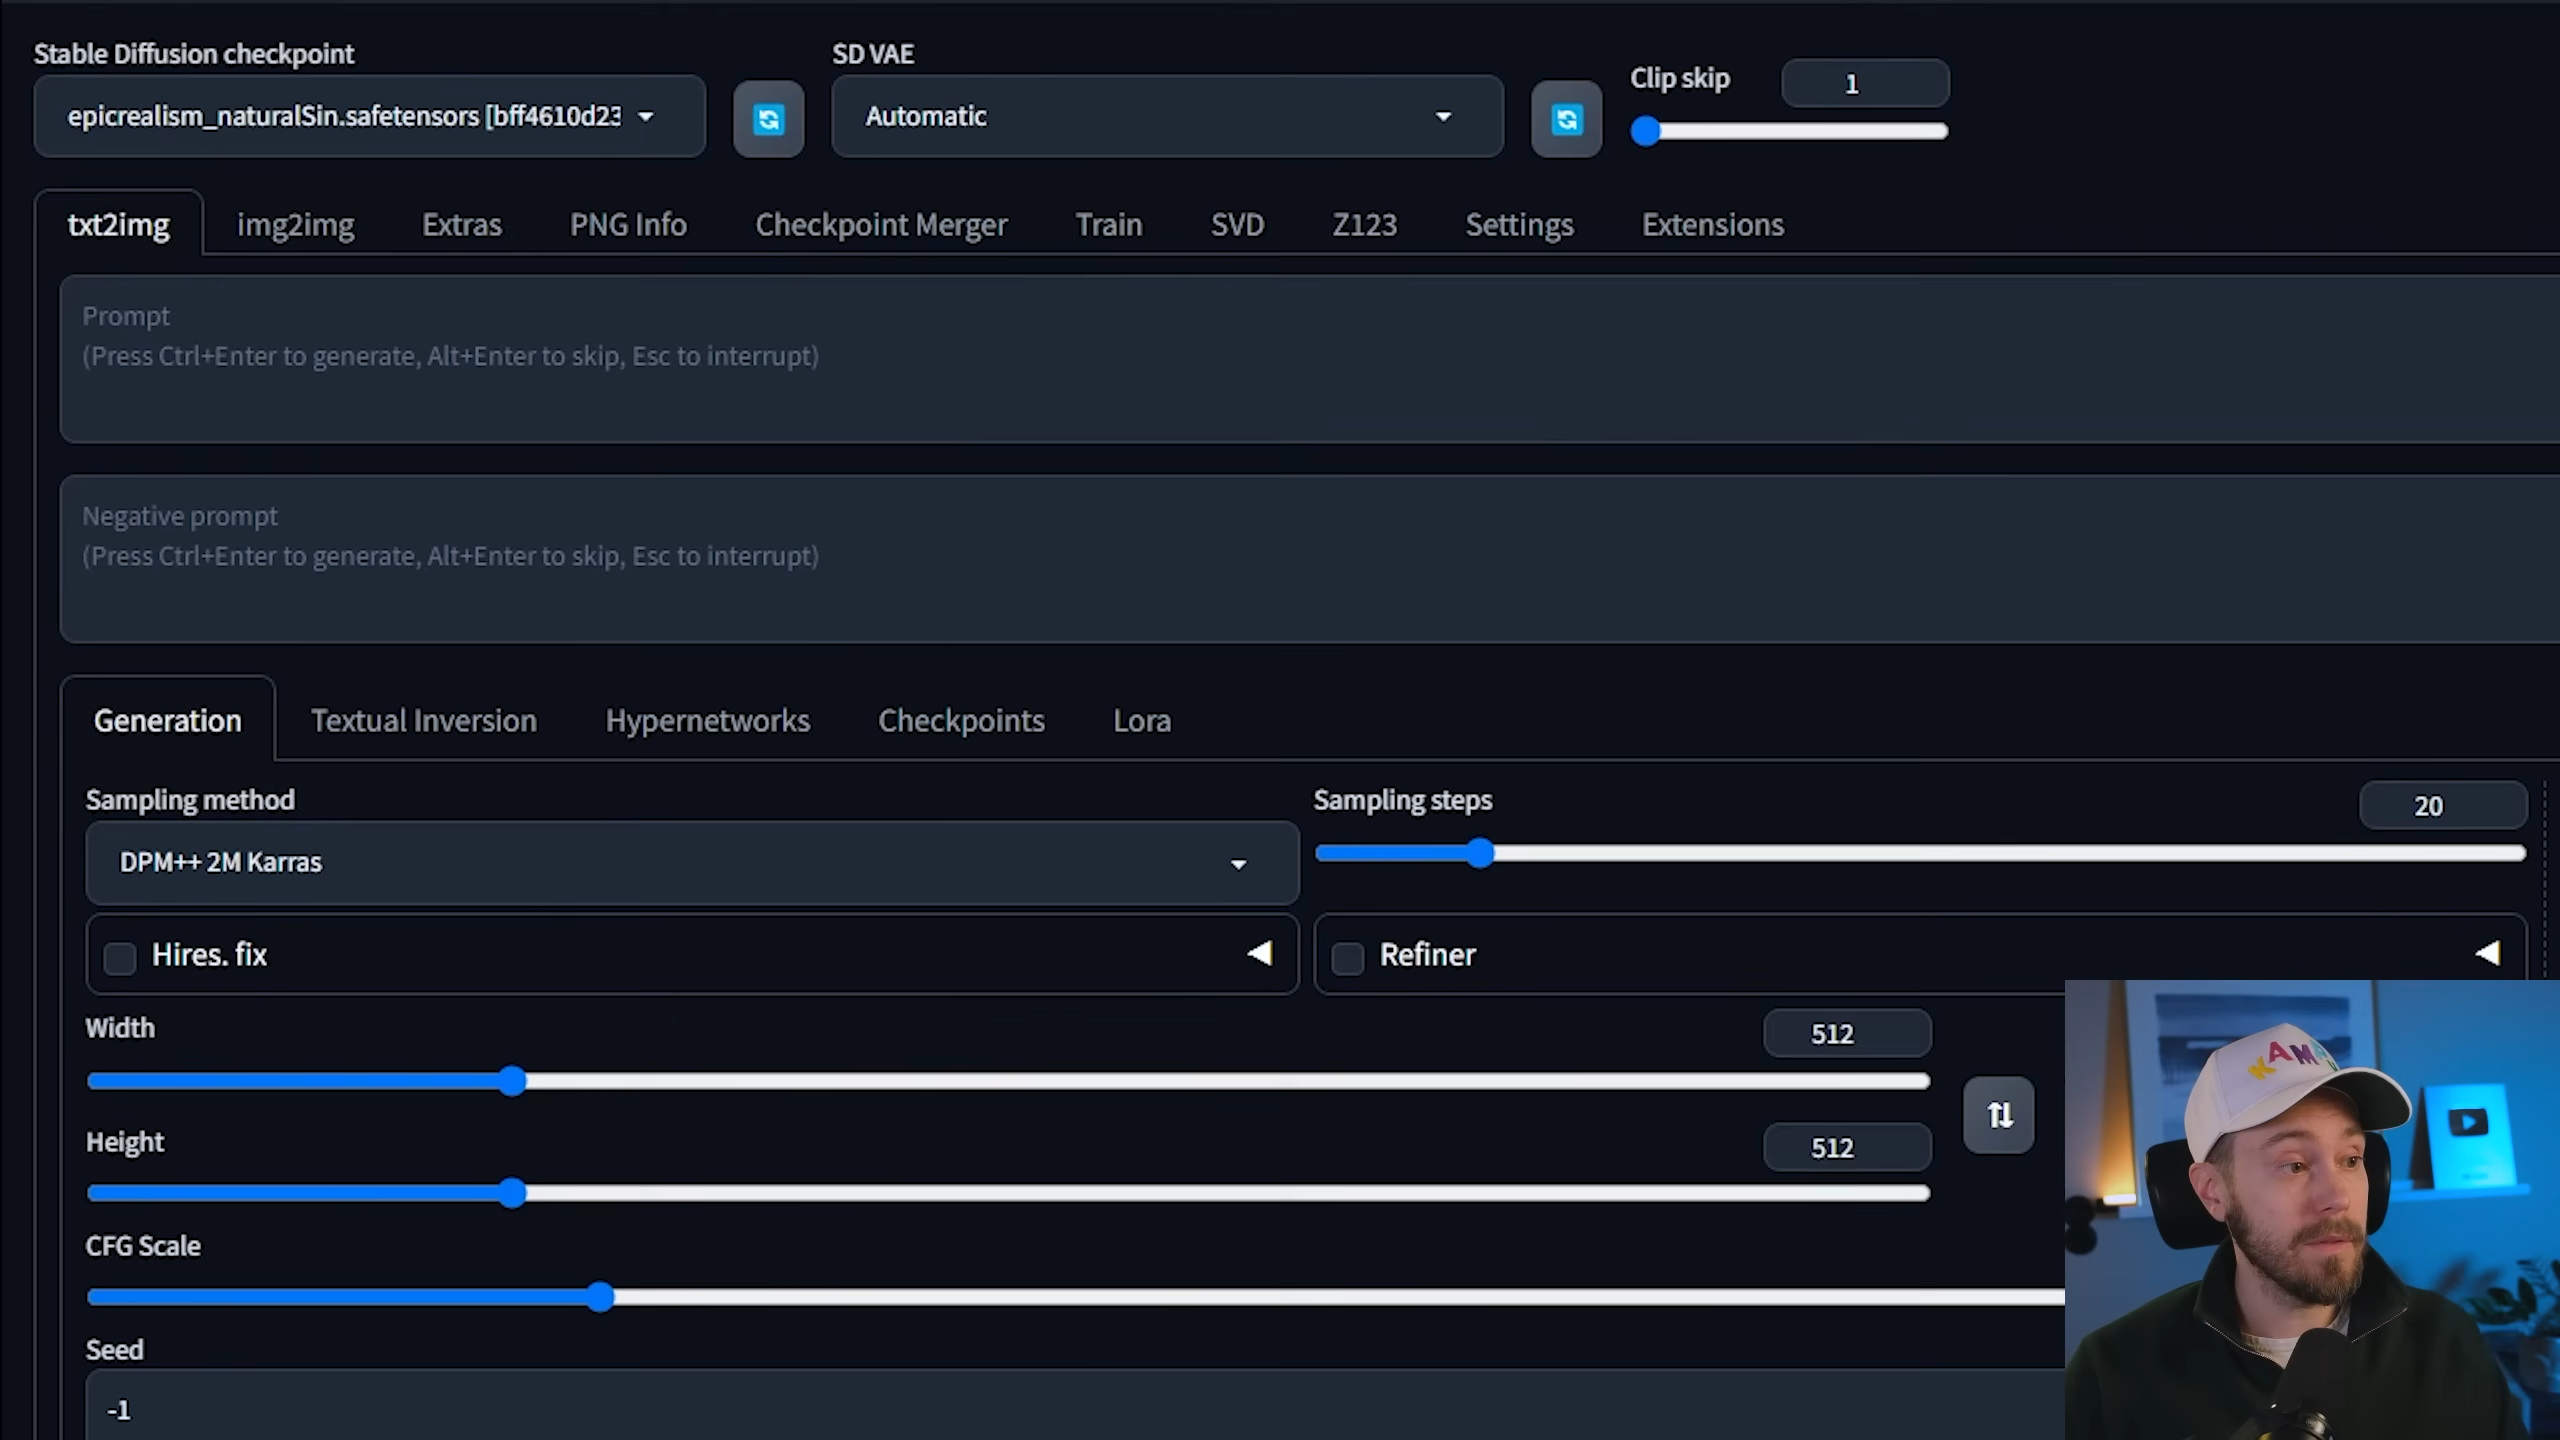 Stable Diffusion checkpoint
SD VAE
Clip skip
1
epicrealism_naturalSin.safetensors [bff4610d23
Automatic
txt2img
img2img
Extras
PNG Info
Checkpoint Merger
Train
SVD
Z123
Settings
Extensions
Prompt
(Press Ctrl+Enter to generate, Alt+Enter to skip, Esc to interrupt)
Negative prompt
(Press Ctrl+Enter to generate, Alt+Enter to skip, Esc to interrupt)
Generation
Textual Inversion
Hypernetworks
Checkpoints
Lora
Sampling method
DPM++ 2M Karras
Sampling steps
20
Hires. fix
Refiner
Width
512
Height
512
CFG Scale
Seed
-1